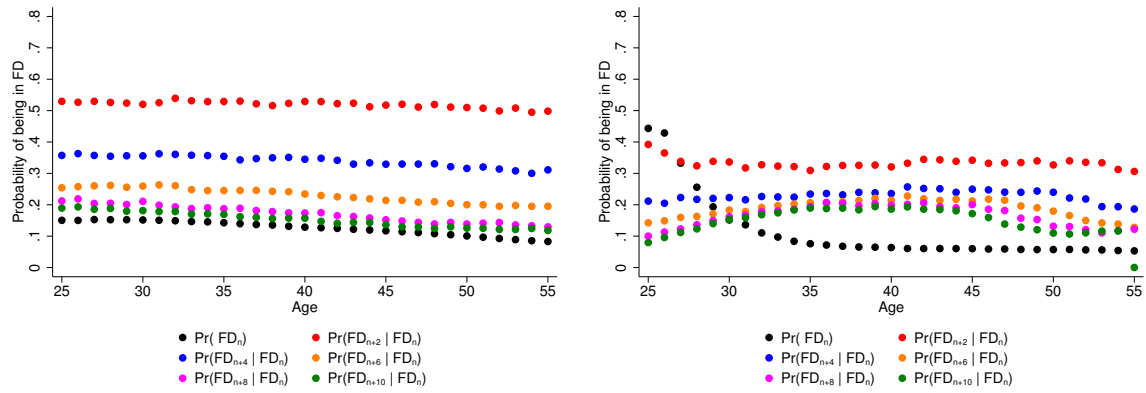 .8
.7
.6
.5
.4
.3
.2
.1
0
Probability of being in FD
25 30 35 40 45 50 55
Age
Pr( FDₙ) Pr(FDₙ₊₂ | FDₙ)
Pr(FDₙ₊₄ | FDₙ) Pr(FDₙ₊₆ | FDₙ)
Pr(FDₙ₊₈ | FDₙ) Pr(FDₙ₊₁₀ | FDₙ)
.8
.7
.6
.5
.4
.3
.2
.1
0
Probability of being in FD
25 30 35 40 45 50 55
Age
Pr( FDₙ) Pr(FDₙ₊₂ | FDₙ)
Pr(FDₙ₊₄ | FDₙ) Pr(FDₙ₊₆ | FDₙ)
Pr(FDₙ₊₈ | FDₙ) Pr(FDₙ₊₁₀ | FDₙ)